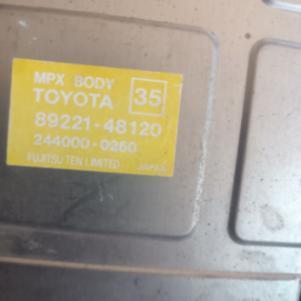 MPX BODY
TOYOTA 35
89221-48120
244000-0260
FUJITSU TEN LIMITED JAPAN